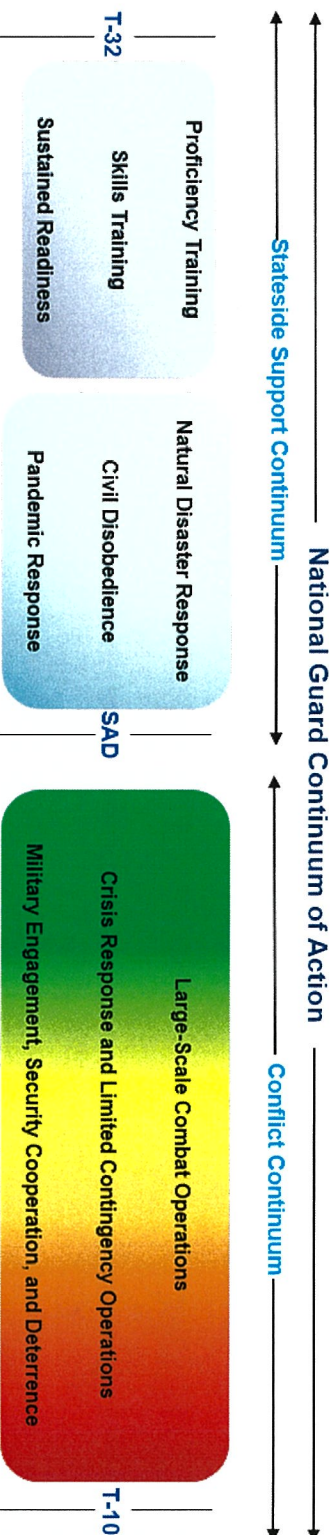 National Guard Continuum of Action
Stateside Support Continuum
Conflict Continuum
T-32
Proficiency Training
Skills Training
Sustained Readiness
Natural Disaster Response
Civil Disobedience
Pandemic Response
SAD
Large-Scale Combat Operations
Crisis Response and Limited Contingency Operations
Military Engagement, Security Cooperation, and Deterrence
T-10